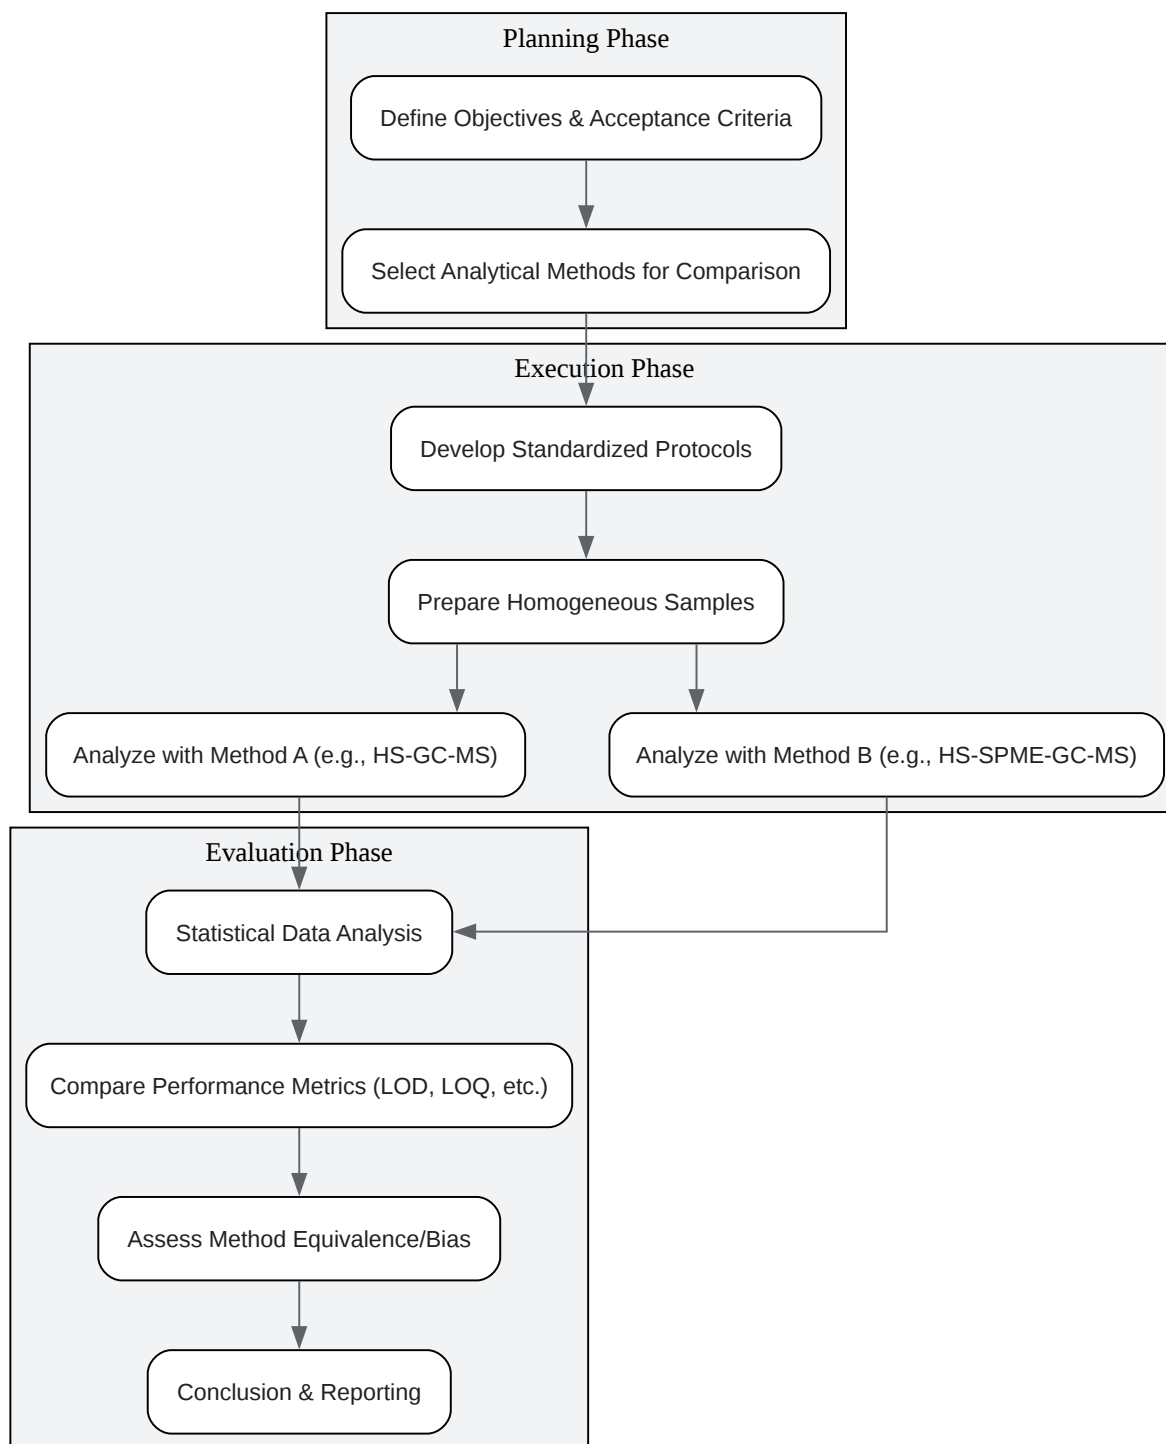 Planning Phase
Define Objectives & Acceptance Criteria
Select Analytical Methods for Comparison
Execution Phase
Develop Standardized Protocols
Prepare Homogeneous Samples
Analyze with Method A (e.g., HS-GC-MS)
Analyze with Method B (e.g., HS-SPME-GC-MS)
Evaluation Phase
Statistical Data Analysis
Compare Performance Metrics (LOD, LOQ, etc.)
Assess Method Equivalence/Bias
Conclusion & Reporting